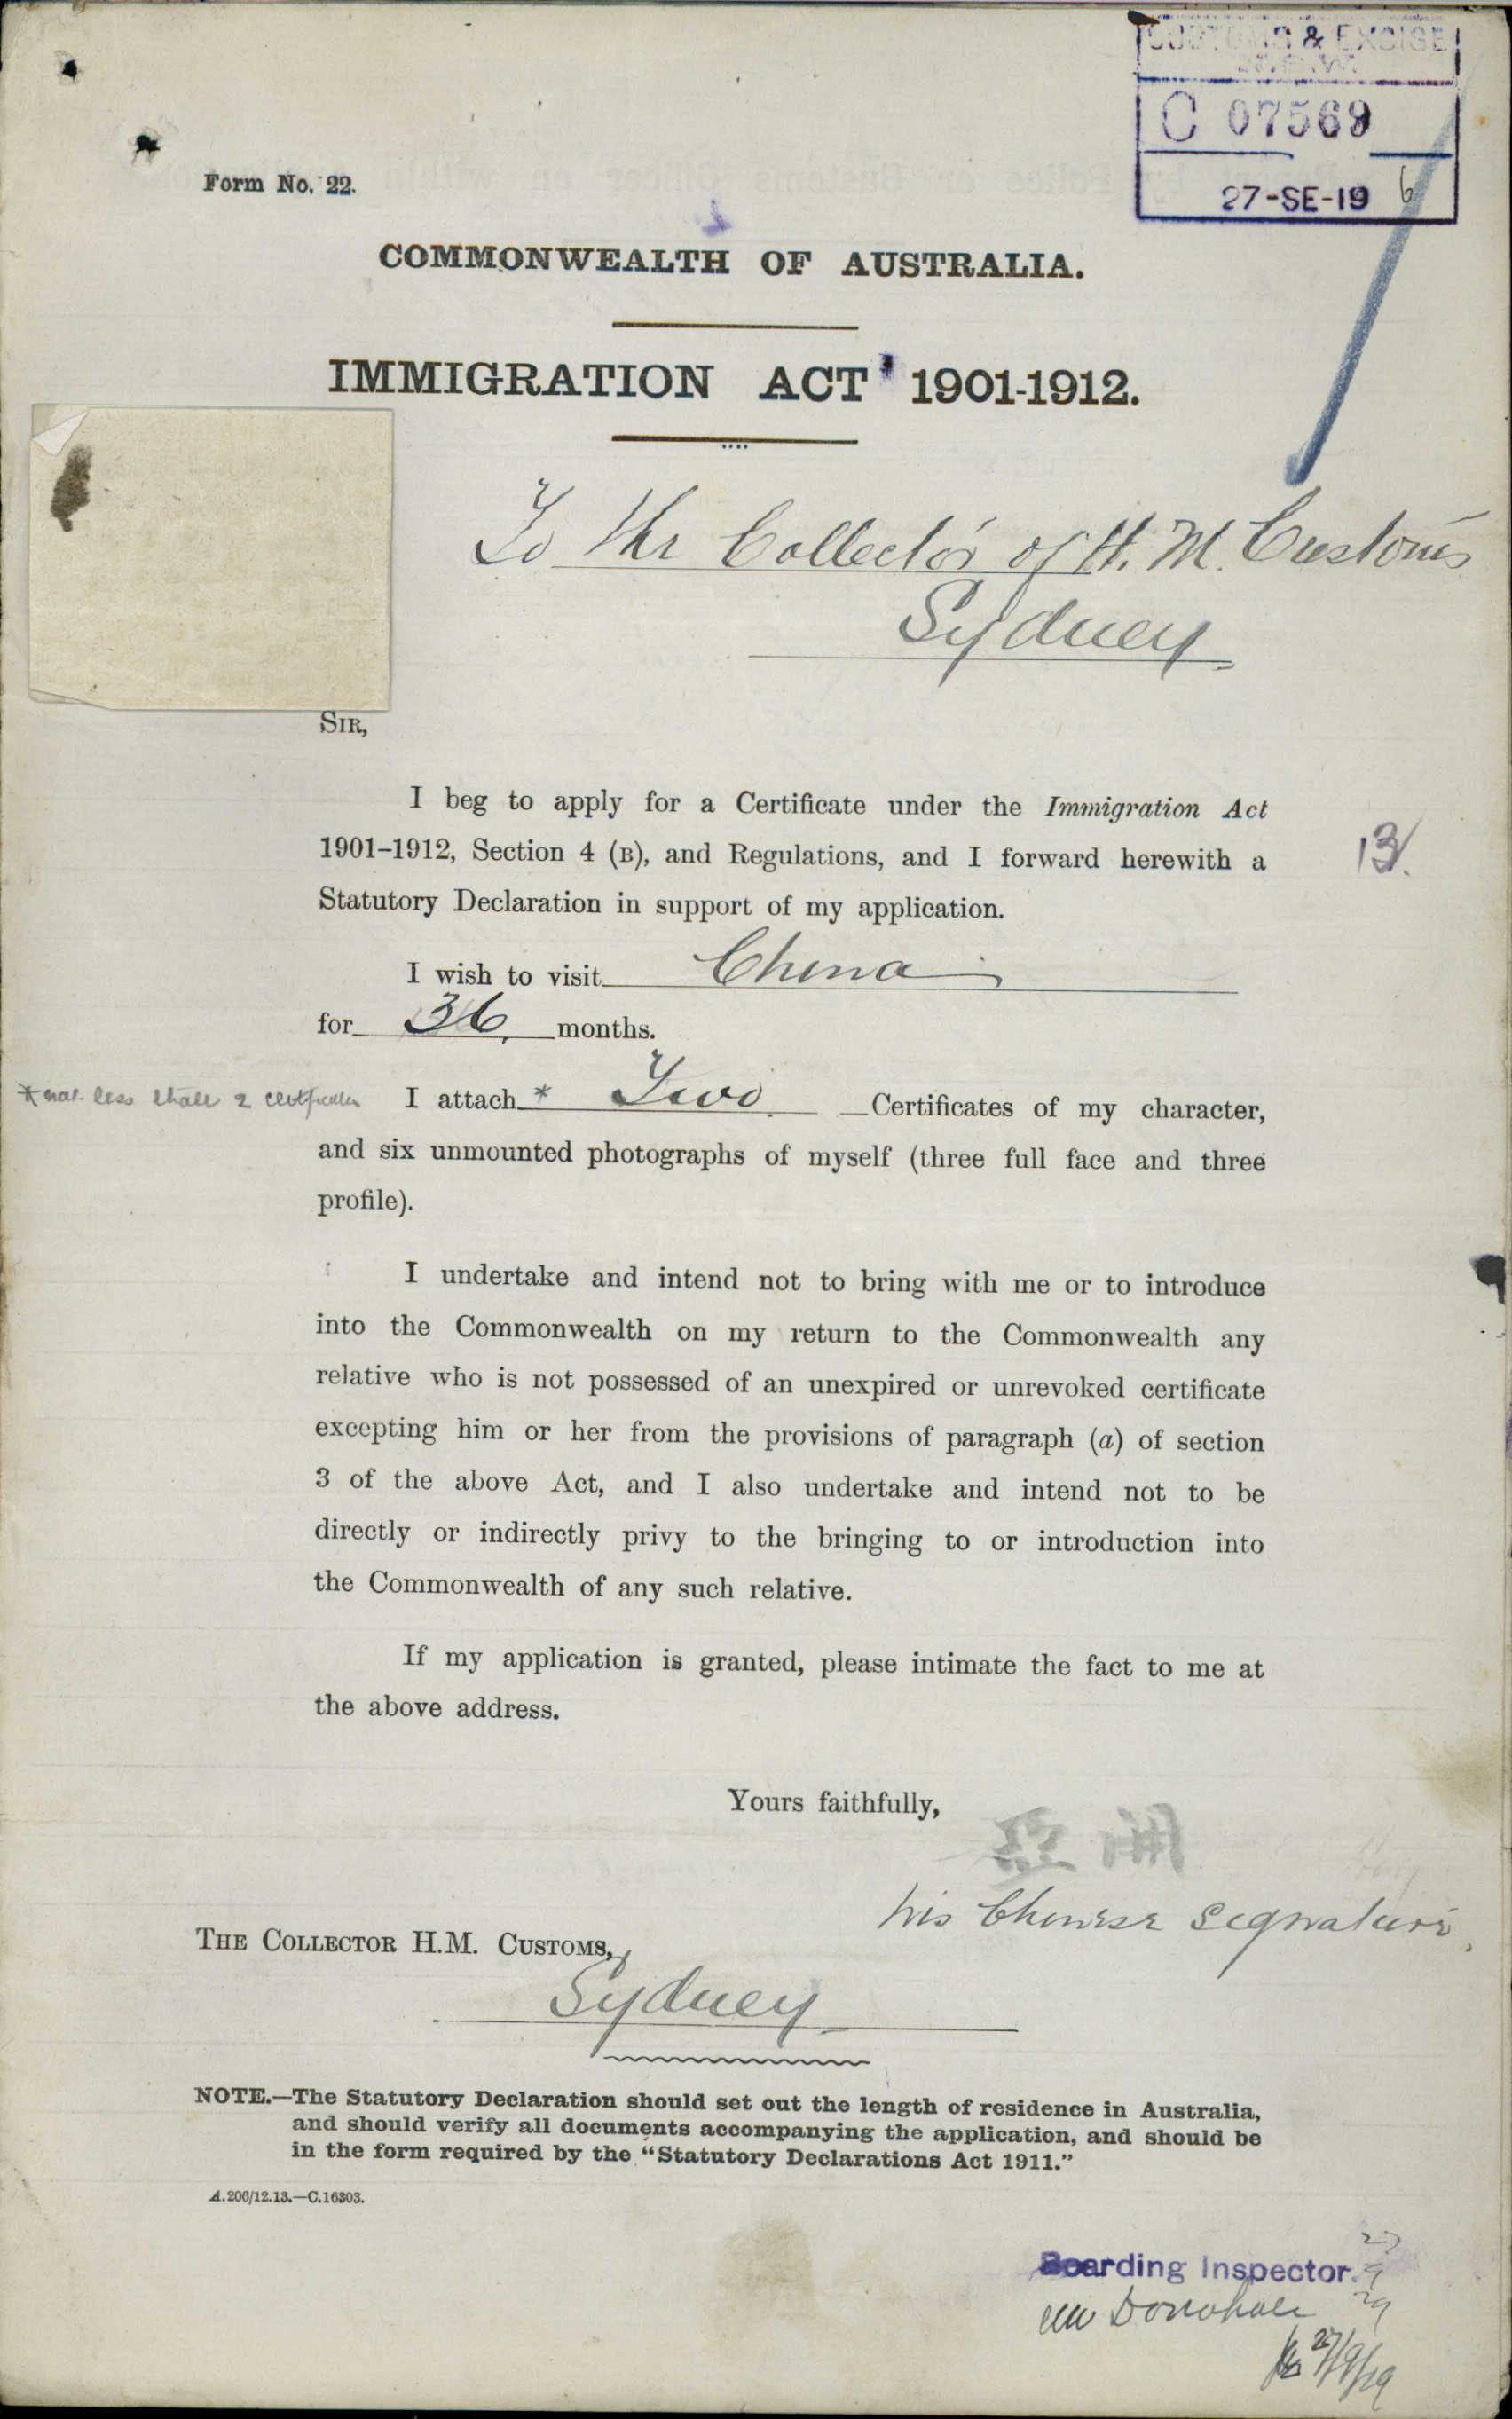 CUSTOMS & EXCISE
N.S.W.
C 07569
27-SE-19
Form No. 22.
COMMONWEALTH OF AUSTRALIA.
IMMIGRATION ACT 1901-1912.
To the Collector of H.M. Customs
Sydney
SIR,
I beg to apply for a Certificate under the Immigration Act
1901-1912, Section 4 (B), and Regulations, and I forward herewith a
13.
Statutory Declaration in support of my application.
I wish to visit China
for 36 months.
* not less than 2 certificates
I attach * Two Certificates of my character,
and six unmounted photographs of myself (three full face and three
profile).
I undertake and intend not to bring with me or to introduce
into the Commonwealth on my return to the Commonwealth any
relative who is not possessed of an unexpired or unrevoked certificate
excepting him or her from the provisions of paragraph (a) of section
3 of the above Act, and I also undertake and intend not to be
directly or indirectly privy to the bringing to or introduction into
the Commonwealth of any such relative.
If my application is granted, please intimate the fact to me at
the above address.
Yours faithfully,
his Chinese signature.
THE COLLECTOR H.M. CUSTOMS,
Sydney
NOTE.—The Statutory Declaration should set out the length of residence in Australia,
and should verify all documents accompanying the application, and should be
in the form required by the “Statutory Declarations Act 1911.”
A.206/12.13.—C.16303.
Boarding Inspector.
Donohoe
27/9/19